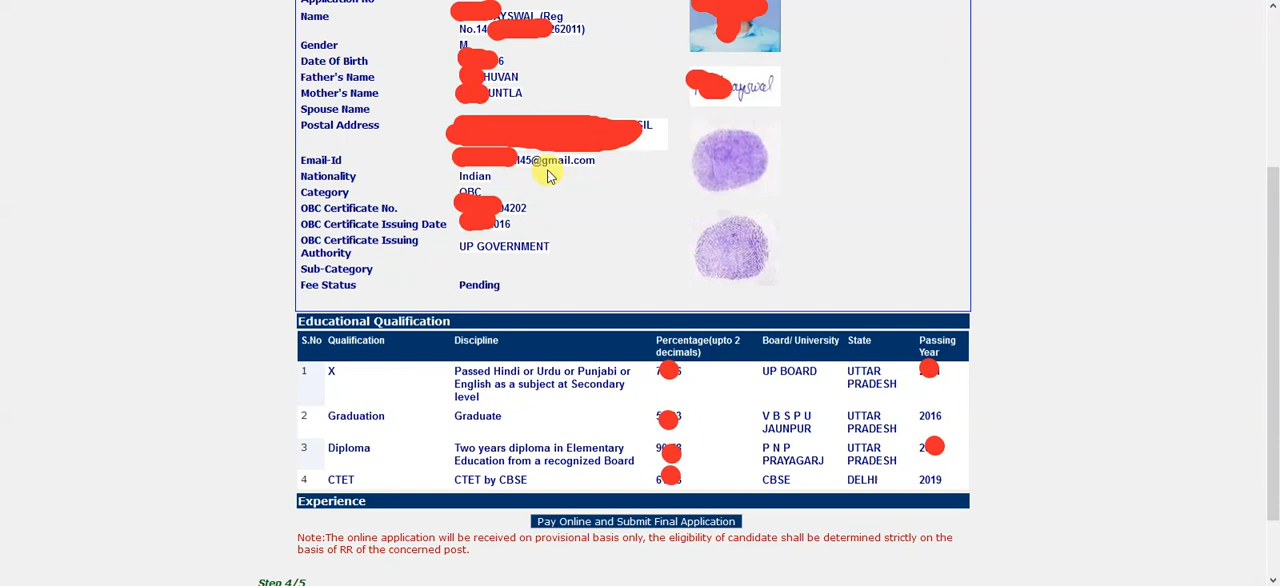 Name AYSWAL (Reg
No.14 262011)
Gender M
Date Of Birth 6
Father's Name HUVAN
Mother's Name UNTLA
Spouse Name
Postal Address SIL
Email-Id l45@gmail.com
Nationality Indian
Category OBC
OBC Certificate No. 04202
OBC Certificate Issuing Date 016
OBC Certificate Issuing
Authority UP GOVERNMENT
Sub-Category
Fee Status Pending
Educational Qualification
S.No Qualification Discipline Percentage(upto 2 Board/ University State Passing
decimals) Year
1 X Passed Hindi or Urdu or Punjabi or UP BOARD UTTAR
English as a subject at Secondary PRADESH
level
2 Graduation Graduate V B S P U UTTAR 2016
JAUNPUR PRADESH
3 Diploma Two years diploma in Elementary P N P UTTAR
Education from a recognized Board PRAYAGARJ PRADESH
4 CTET CTET by CBSE CBSE DELHI 2019
Experience
Pay Online and Submit Final Application
Note:The online application will be received on provisional basis only, the eligibility of candidate shall be determined strictly on the
basis of RR of the concerned post.
Step 4/5